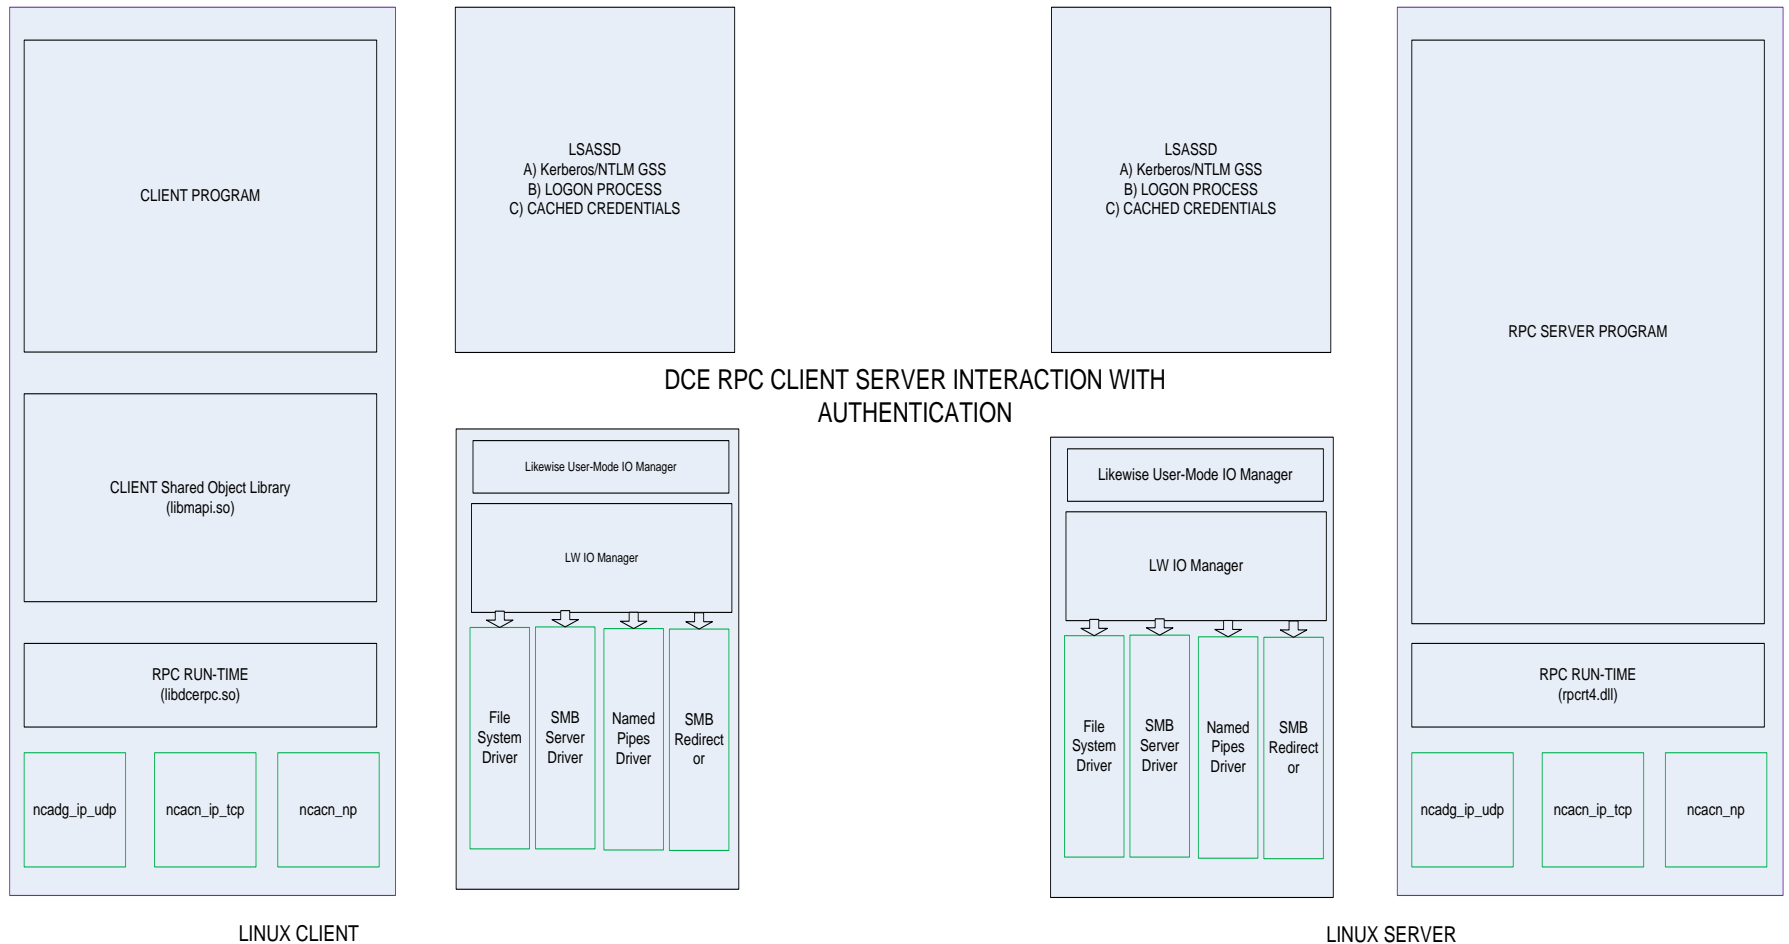 CLIENT PROGRAM
CLIENT Shared Object Library
(libmapi.so)
RPC RUN-TIME
(libdcerpc.so)
ncadg_ip_udp
ncacn_ip_tcp
ncacn_np
LINUX CLIENT
LSASSD
A) Kerberos/NTLM GSS
B) LOGON PROCESS
C) CACHED CREDENTIALS
DCE RPC CLIENT SERVER INTERACTION WITH
AUTHENTICATION
Likewise User-Mode IO Manager
LW IO Manager
File
System
Driver
SMB
Server
Driver
Named
Pipes
Driver
SMB
Redirect
or
LSASSD
A) Kerberos/NTLM GSS
B) LOGON PROCESS
C) CACHED CREDENTIALS
Likewise User-Mode IO Manager
LW IO Manager
File
System
Driver
SMB
Server
Driver
Named
Pipes
Driver
SMB
Redirect
or
RPC SERVER PROGRAM
RPC RUN-TIME
(rpcrt4.dll)
ncadg_ip_udp
ncacn_ip_tcp
ncacn_np
LINUX SERVER